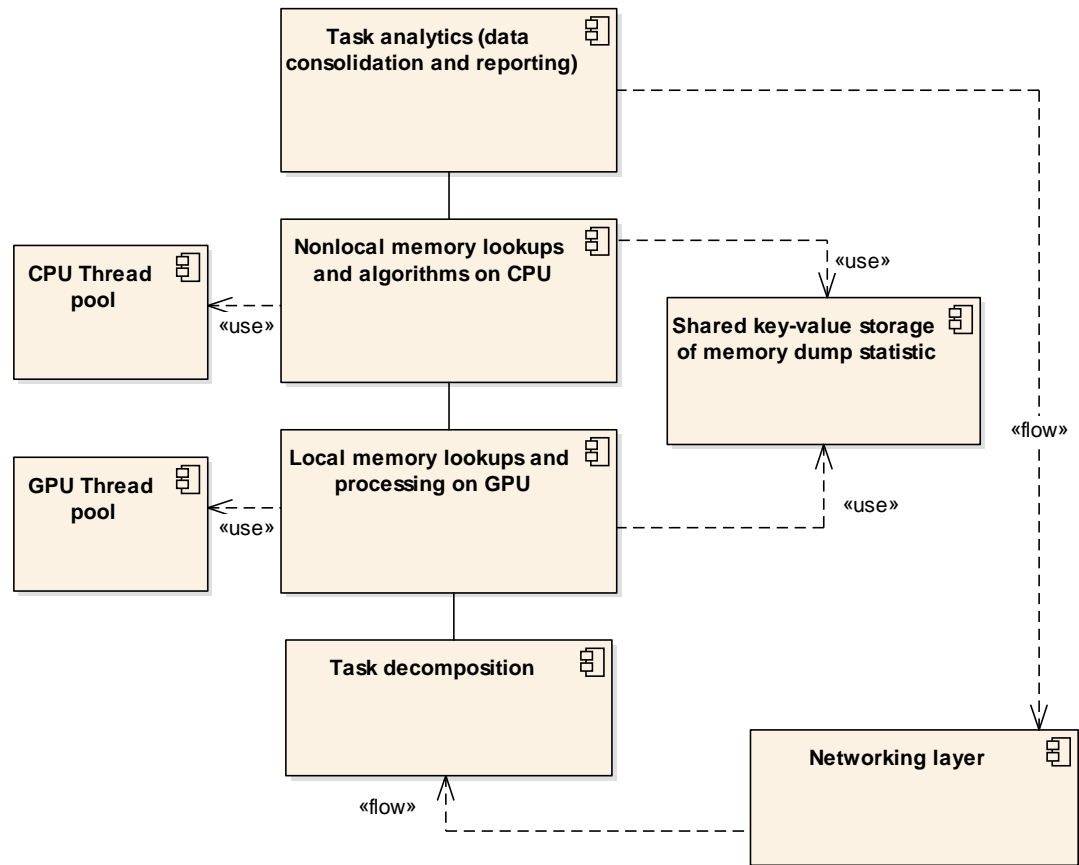 Task analytics (data
consolidation and reporting)
Nonlocal memory lookups
and algorithms on CPU
CPU Thread
pool
«use»
«use»
Shared key-value storage
of memory dump statistic
«flow»
Local memory lookups and
processing on GPU
GPU Thread
pool
«use»
«use»
Task decomposition
Networking layer
«flow»